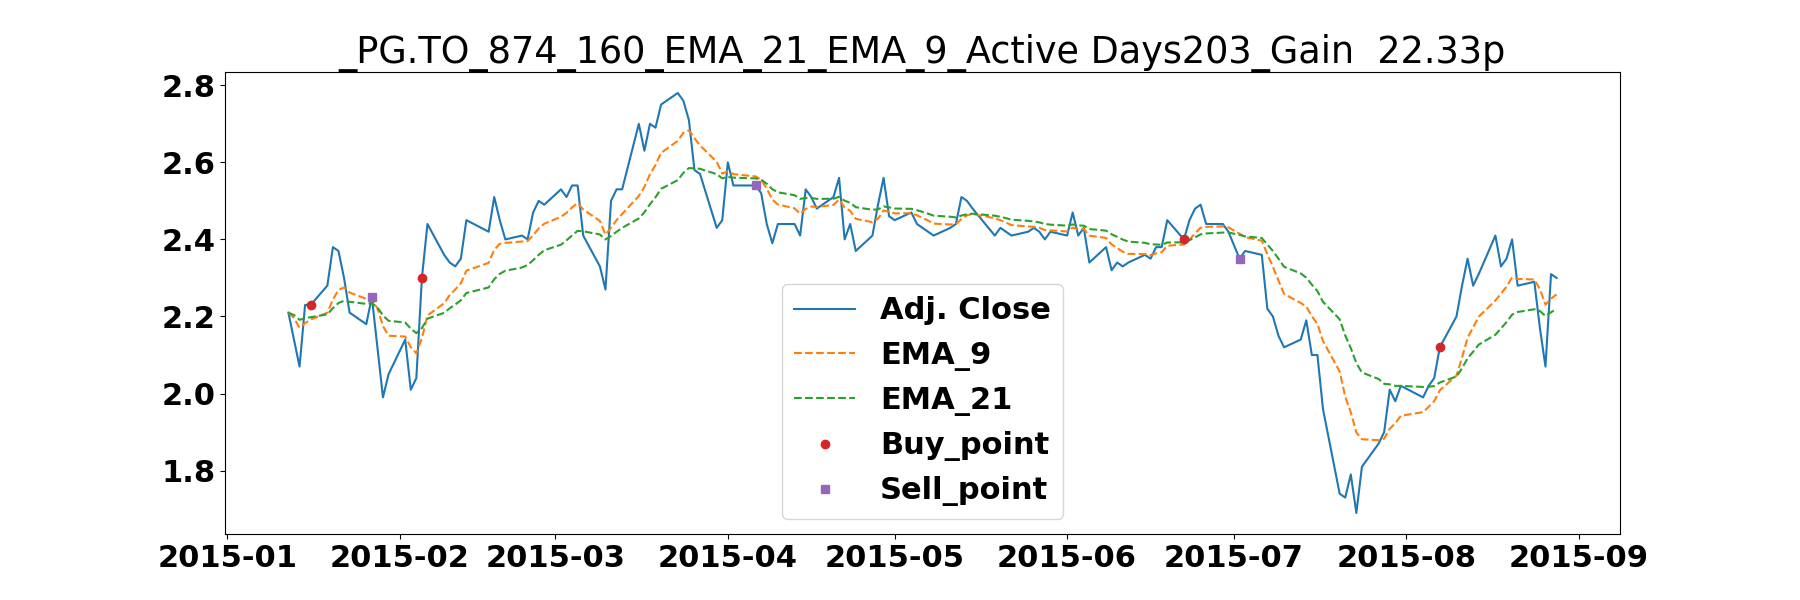 _PG.TO_874_160_EMA_21_EMA_9_Active Days203_Gain  22.33p
2.8
2.6
2.4
2.2
2.0
1.8
Adj. Close
EMA_9
EMA_21
Buy_point
Sell_point
2015-01 2015-02 2015-03 2015-04 2015-05 2015-06 2015-07 2015-08 2015-09